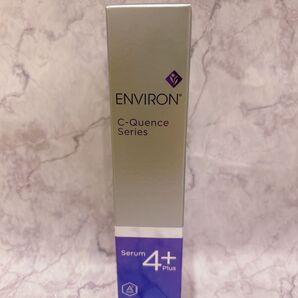 ENVIRON®
C-Quence
Series
Serum 4+
Plus
A